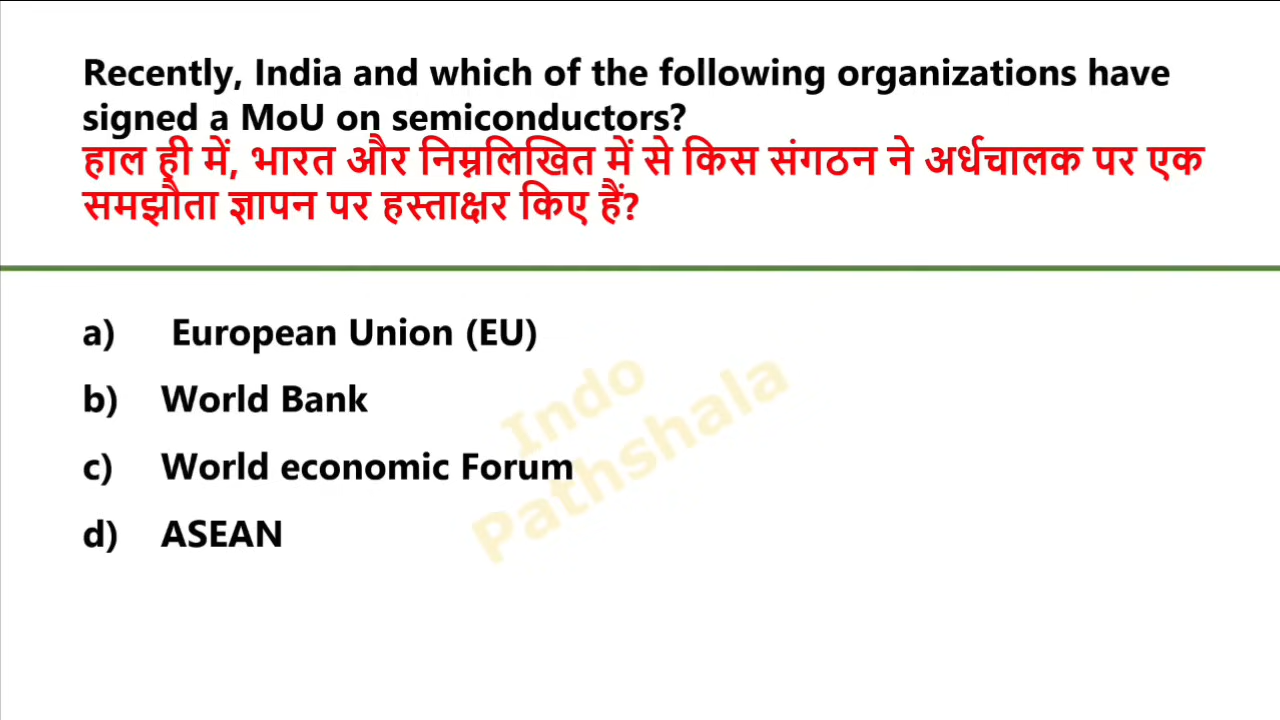 Recently, India and which of the following organizations have
signed a MoU on semiconductors?
हाल ही में, भारत और निम्नलिखित में से किस संगठन ने अर्धचालक पर एक
समझौता ज्ञापन पर हस्ताक्षर किए हैं?
a) European Union (EU)
b) World Bank
c) World economic Forum
d) ASEAN
Indo
Pathshala